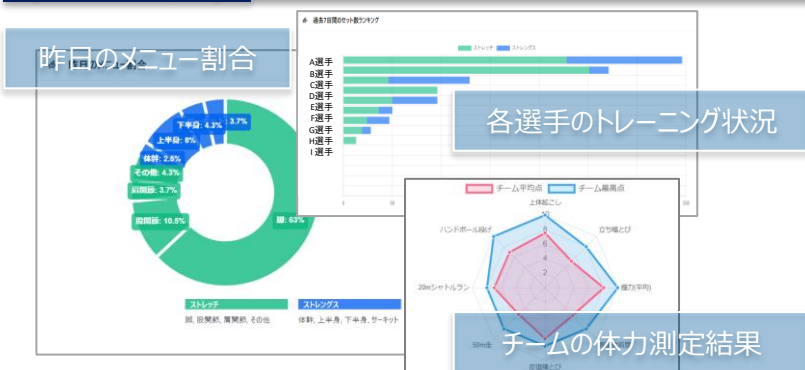 過去7日間のセット数ランキング
昨日のメニュー割合
ストレッチ ストレングス
A選手
B選手
C選手
D選手
E選手
F選手
G選手
H選手
I選手
各選手のトレーニング状況
下半身: 4.3%
3.7%
上半身: 8%
体幹: 2.6%
その他: 4.3%
肩関節: 3.7%
股関節: 10.5%
脚: 63%
ストレッチ
ストレングス
脚, 股関節, 肩関節, その他
体幹, 上半身, 下半身, サーキット
チーム平均点 チーム最高点
上体起こし
ハンドボール投げ
立ち幅とび
10
8
6
4
2
20mシャトルラン
握力(平均)
50m走
チームの体力測定結果
反復横とび